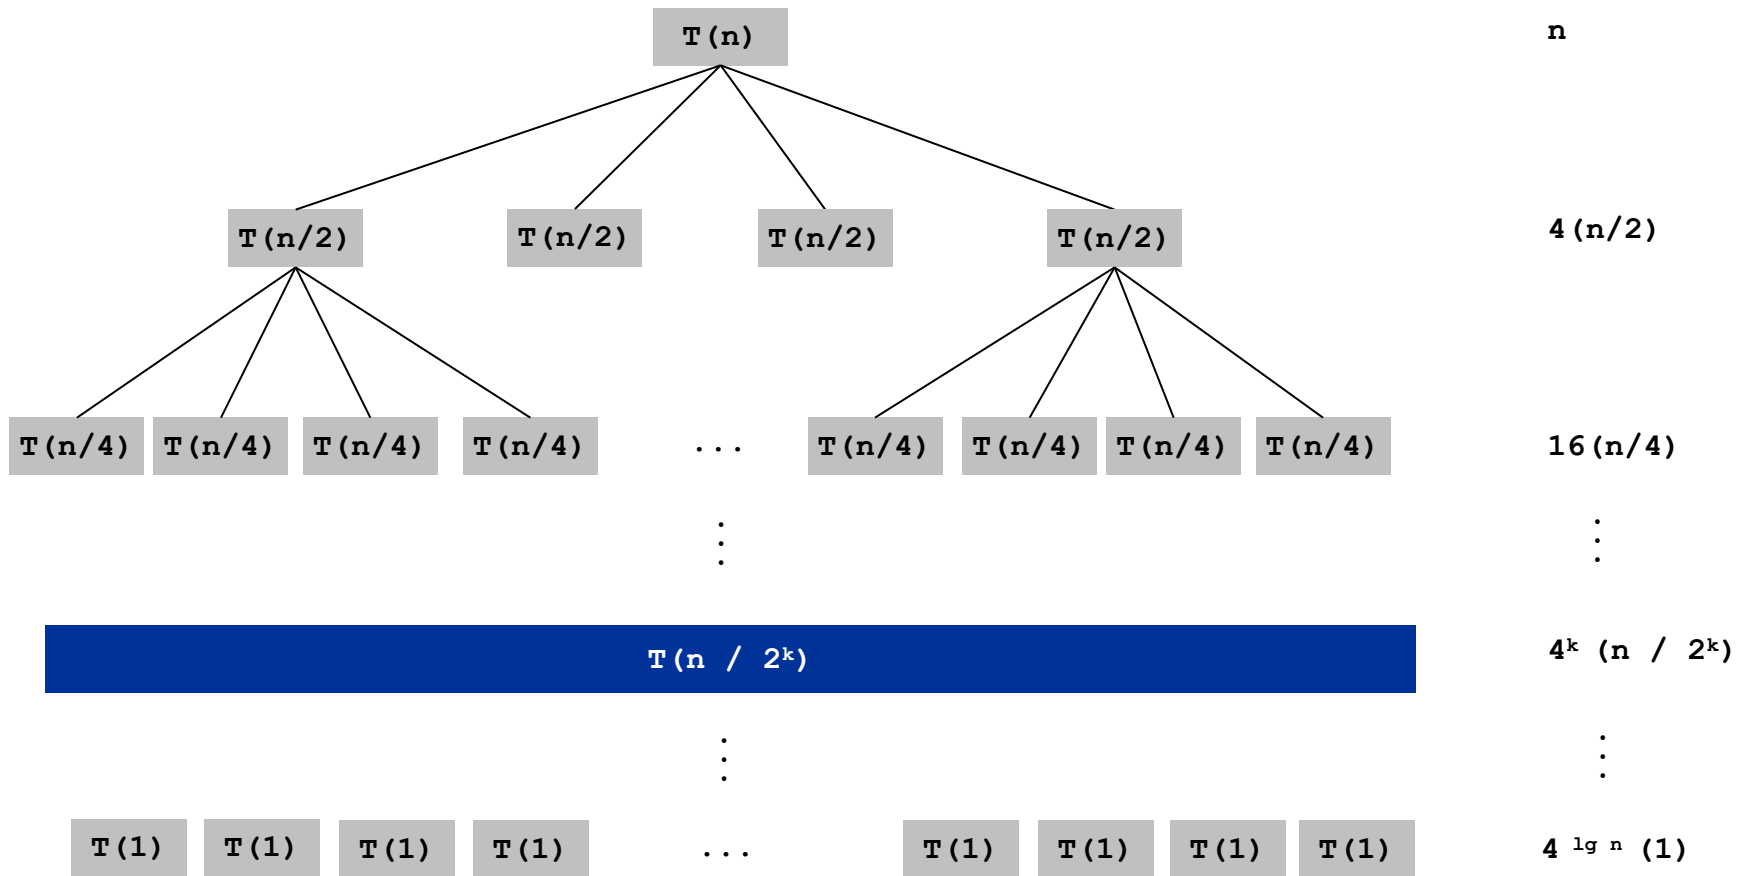 T(n) n
T(n/2) T(n/2) T(n/2) T(n/2) 4(n/2)
T(n/4) T(n/4) T(n/4) T(n/4) ... T(n/4) T(n/4) T(n/4) T(n/4) 16(n/4)
T(n / 2ᵏ) 4ᵏ (n / 2ᵏ)
T(1) T(1) T(1) T(1) ... T(1) T(1) T(1) T(1) 4 ˡᵍ ⁿ (1)